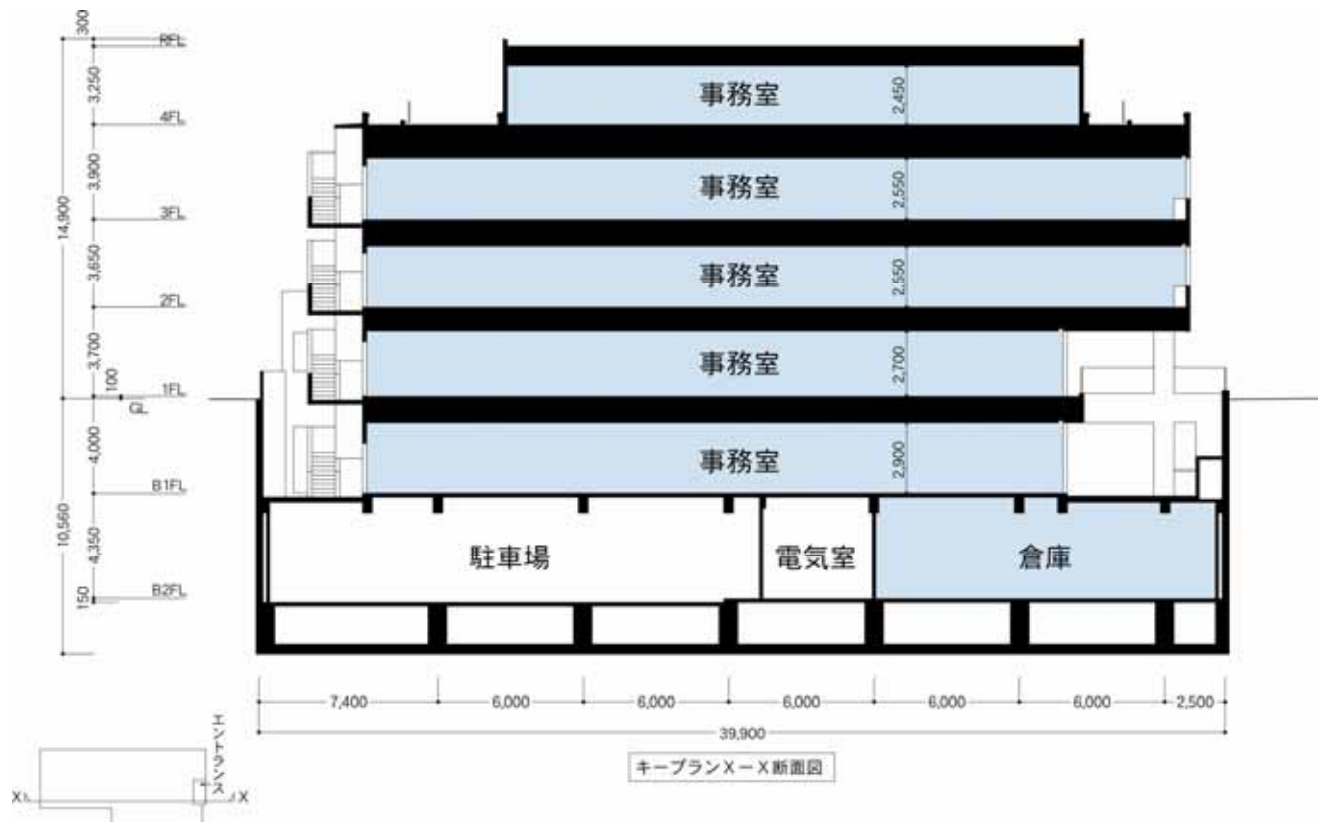 300
RFL
3,250
4FL
3,900
3FL
3,650
2FL
3,700
100
1FL
GL
14,900
4,000
B1FL
4,350
B2FL
150
10,560
事務室
2,450
事務室
2,550
事務室
2,550
事務室
2,700
事務室
2,900
駐車場
電気室
倉庫
7,400
6,000
6,000
6,000
6,000
6,000
2,500
39,900
キープランX－X断面図
エントランス
X
X